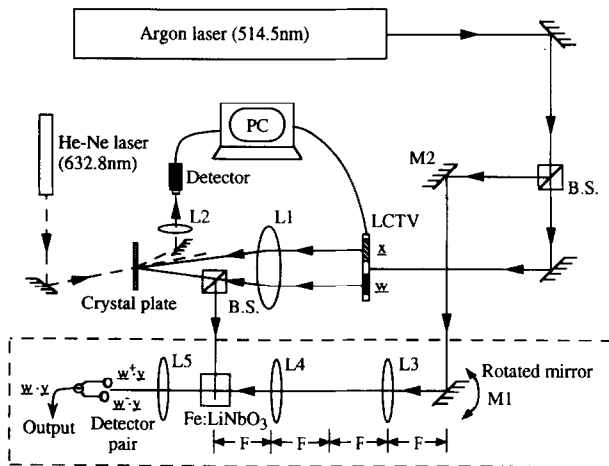 Argon laser (514.5nm)
He-Ne laser
(632.8nm)
PC
Detector
M2
B.S.
L2
L1
LCTV
x
w
Crystal plate
B.S.
L5
L4
L3
Rotated mirror
M1
w·y
w⁺·y
w⁻·y
Output
Detector
pair
Fe:LiNbO₃
F F F F